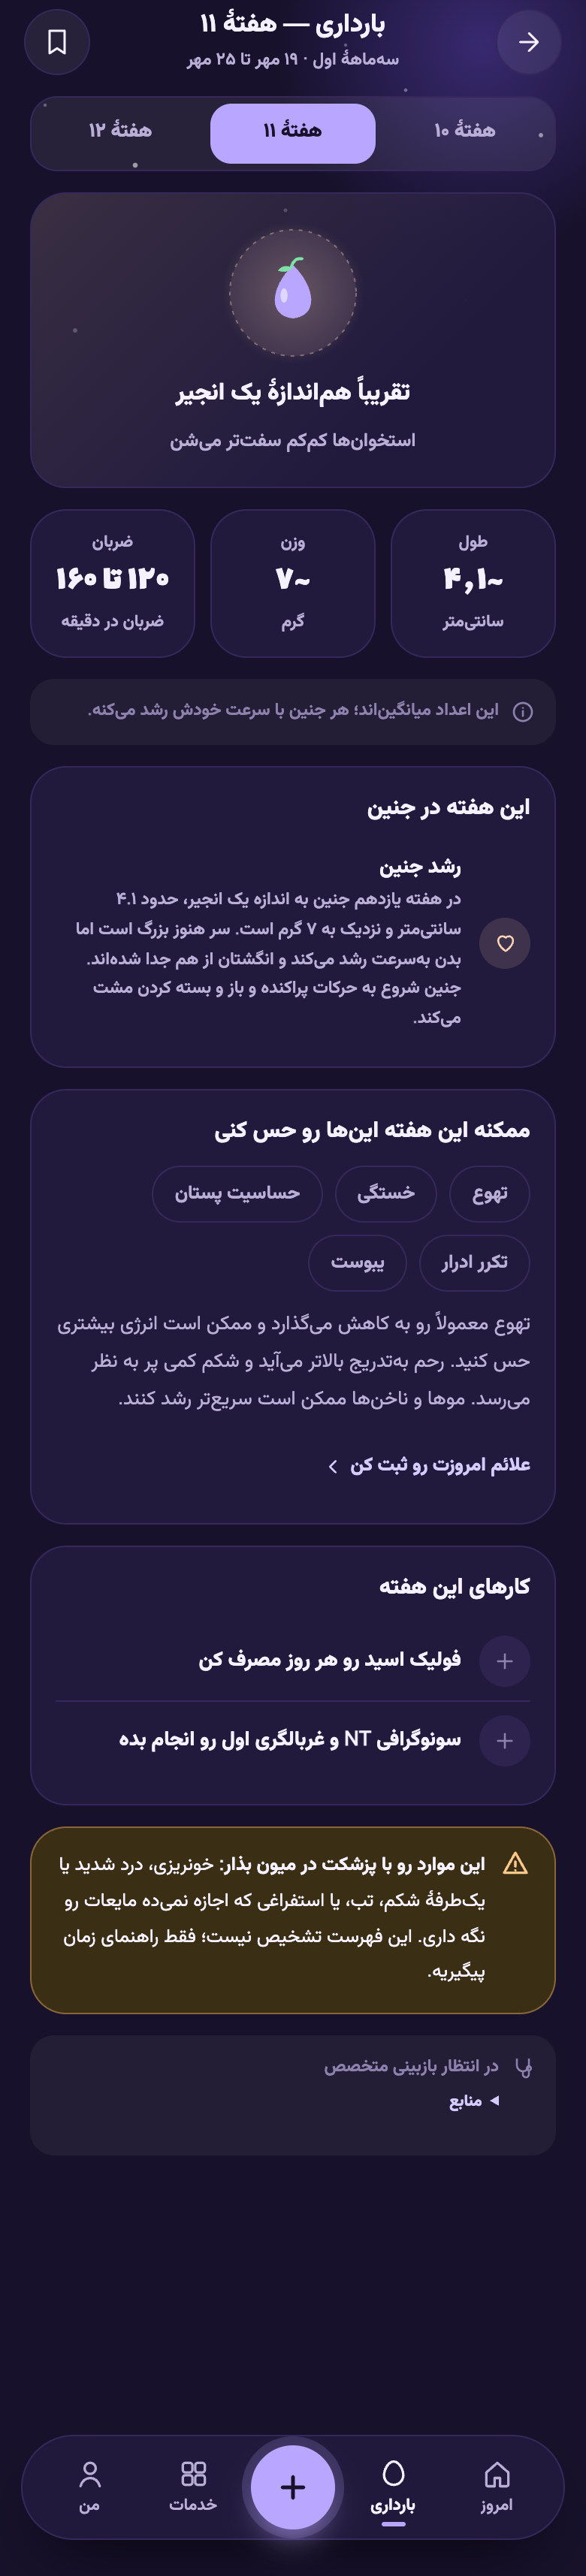 بارداری — هفتهٔ ۱۱
سه‌ماههٔ اول · ۱۹ مهر تا ۲۵ مهر
هفتهٔ ۱۰
هفتهٔ ۱۱
هفتهٔ ۱۲
تقریباً هم‌اندازهٔ یک انجیر
استخوان‌ها کم‌کم سفت‌تر می‌شن
طول
~۴٫۱
سانتی‌متر
وزن
~۷
گرم
ضربان
۱۲۰ تا ۱۶۰
ضربان در دقیقه
این اعداد میانگین‌اند؛ هر جنین با سرعت خودش رشد می‌کنه.
این هفته در جنین
رشد جنین
در هفته یازدهم جنین به اندازه یک انجیر، حدود ۴.۱
سانتی‌متر و نزدیک به ۷ گرم است. سر هنوز بزرگ است اما
بدن به‌سرعت رشد می‌کند و انگشتان از هم جدا شده‌اند.
جنین شروع به حرکات پراکنده و باز و بسته کردن مشت
می‌کند.
ممکنه این هفته این‌ها رو حس کنی
تهوع
خستگی
حساسیت پستان
تکرر ادرار
یبوست
تهوع معمولاً رو به کاهش می‌گذارد و ممکن است انرژی بیشتری
حس کنید. رحم به‌تدریج بالاتر می‌آید و شکم کمی پر به نظر
می‌رسد. موها و ناخن‌ها ممکن است سریع‌تر رشد کنند.
علائم امروزت رو ثبت کن
کارهای این هفته
فولیک اسید رو هر روز مصرف کن
سونوگرافی NT و غربالگری اول رو انجام بده
این موارد رو با پزشکت در میون بذار: خونریزی، درد شدید یا
یک‌طرفهٔ شکم، تب، یا استفراغی که اجازه نمی‌ده مایعات رو
نگه داری. این فهرست تشخیص نیست؛ فقط راهنمای زمان
پیگیریه.
در انتظار بازبینی متخصص
منابع
امروز
بارداری
خدمات
من